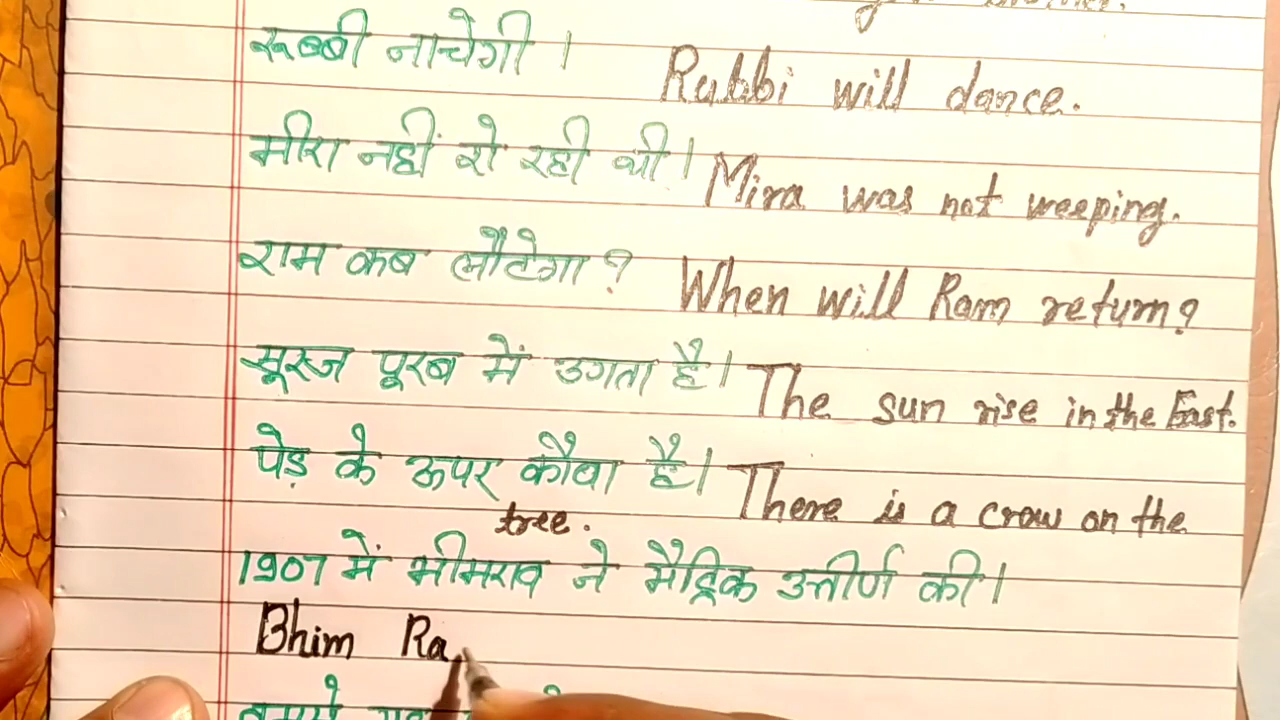 रूब्बी नाचेगी । Rubbi will dance.
मीरा नहीं रो रही थी। Mira was not weeping.
राम कब लौटेगा ? When will Ram return?
सूरज पूरब में उगता है। The sun rise in the East.
पेड़ के ऊपर कौवा है। There is a crow on the
tree.
1907 में भीमराव ने मैट्रिक उत्तीर्ण की।
Bhim Ra